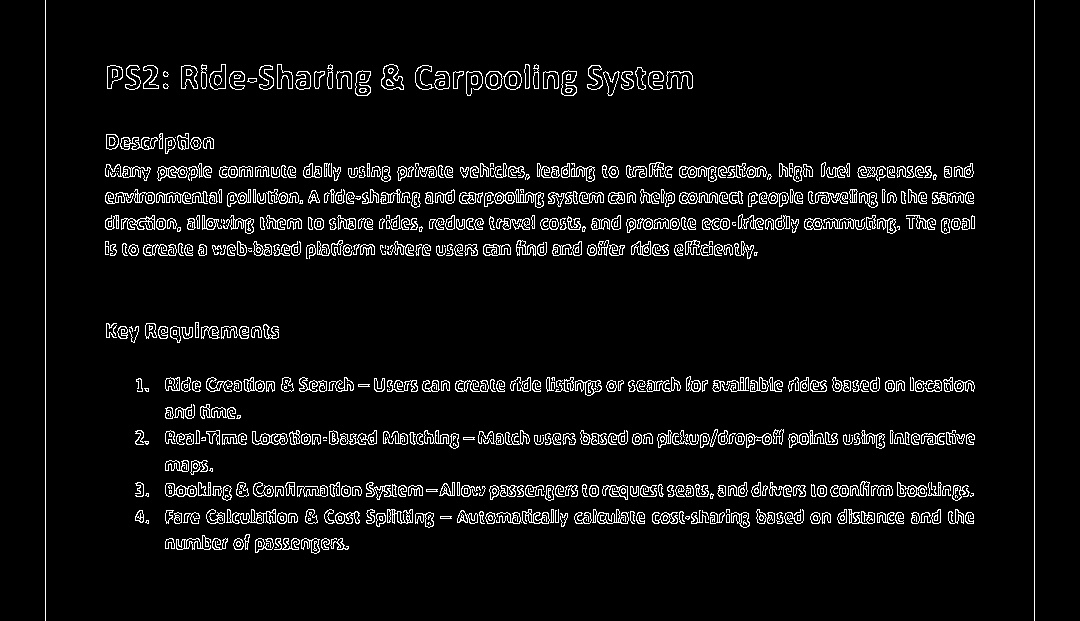 PS2: Ride-Sharing & Carpooling System
Description
Many people commute daily using private vehicles, leading to traffic congestion, high fuel expenses, and
environmental pollution. A ride-sharing and carpooling system can help connect people traveling in the same
direction, allowing them to share rides, reduce travel costs, and promote eco-friendly commuting. The goal
is to create a web-based platform where users can find and offer rides efficiently.
Key Requirements
1. Ride Creation & Search – Users can create ride listings or search for available rides based on location
and time.
2. Real-Time Location-Based Matching – Match users based on pickup/drop-off points using interactive
maps.
3. Booking & Confirmation System – Allow passengers to request seats, and drivers to confirm bookings.
4. Fare Calculation & Cost Splitting – Automatically calculate cost-sharing based on distance and the
number of passengers.